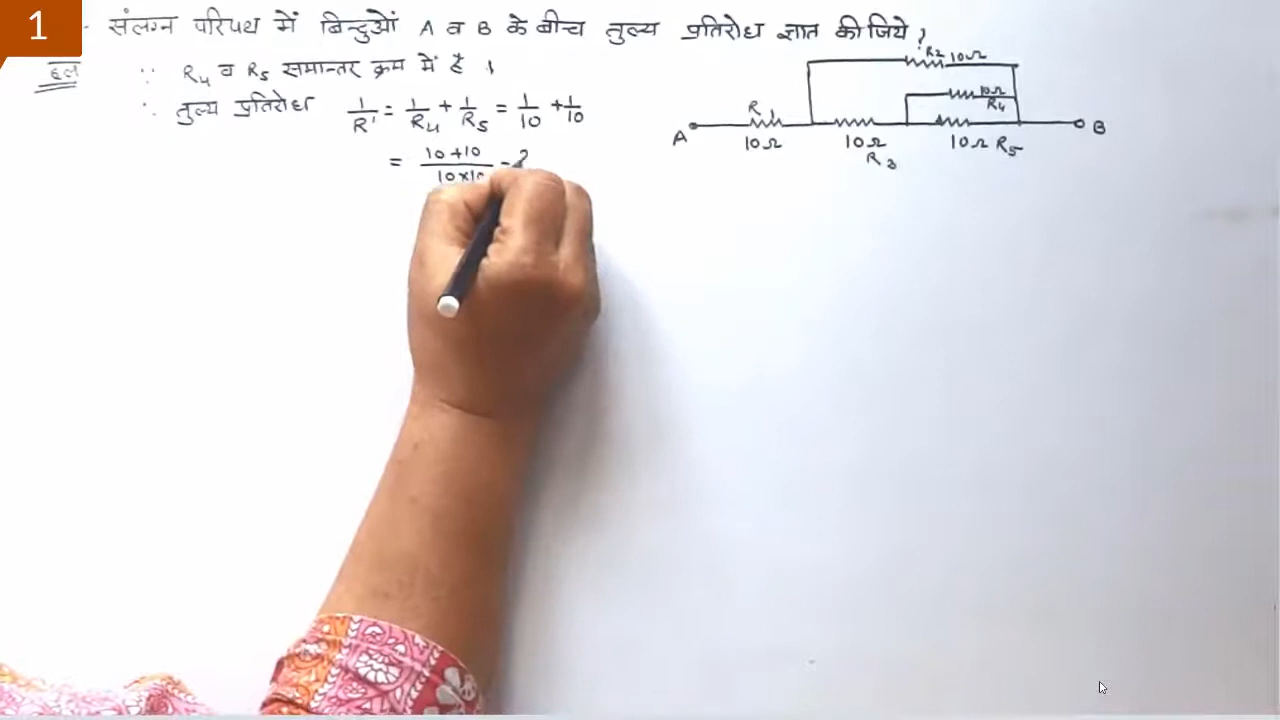 1
संलग्न परिपथ में बिन्दुओं A व B के बीच तुल्य प्रतिरोध ज्ञात कीजिये ?
हल ∵ R₄ व R₅ समान्तर क्रम में है ।
∴ तुल्य प्रतिरोध 1/R' = 1/R₄ + 1/R₅ = 1/10 + 1/10
= 10+10/10×10 = 2
R₂ 10Ω
10Ω
R₄
R₁
A B
10Ω 10Ω 10Ω R₅
R₃